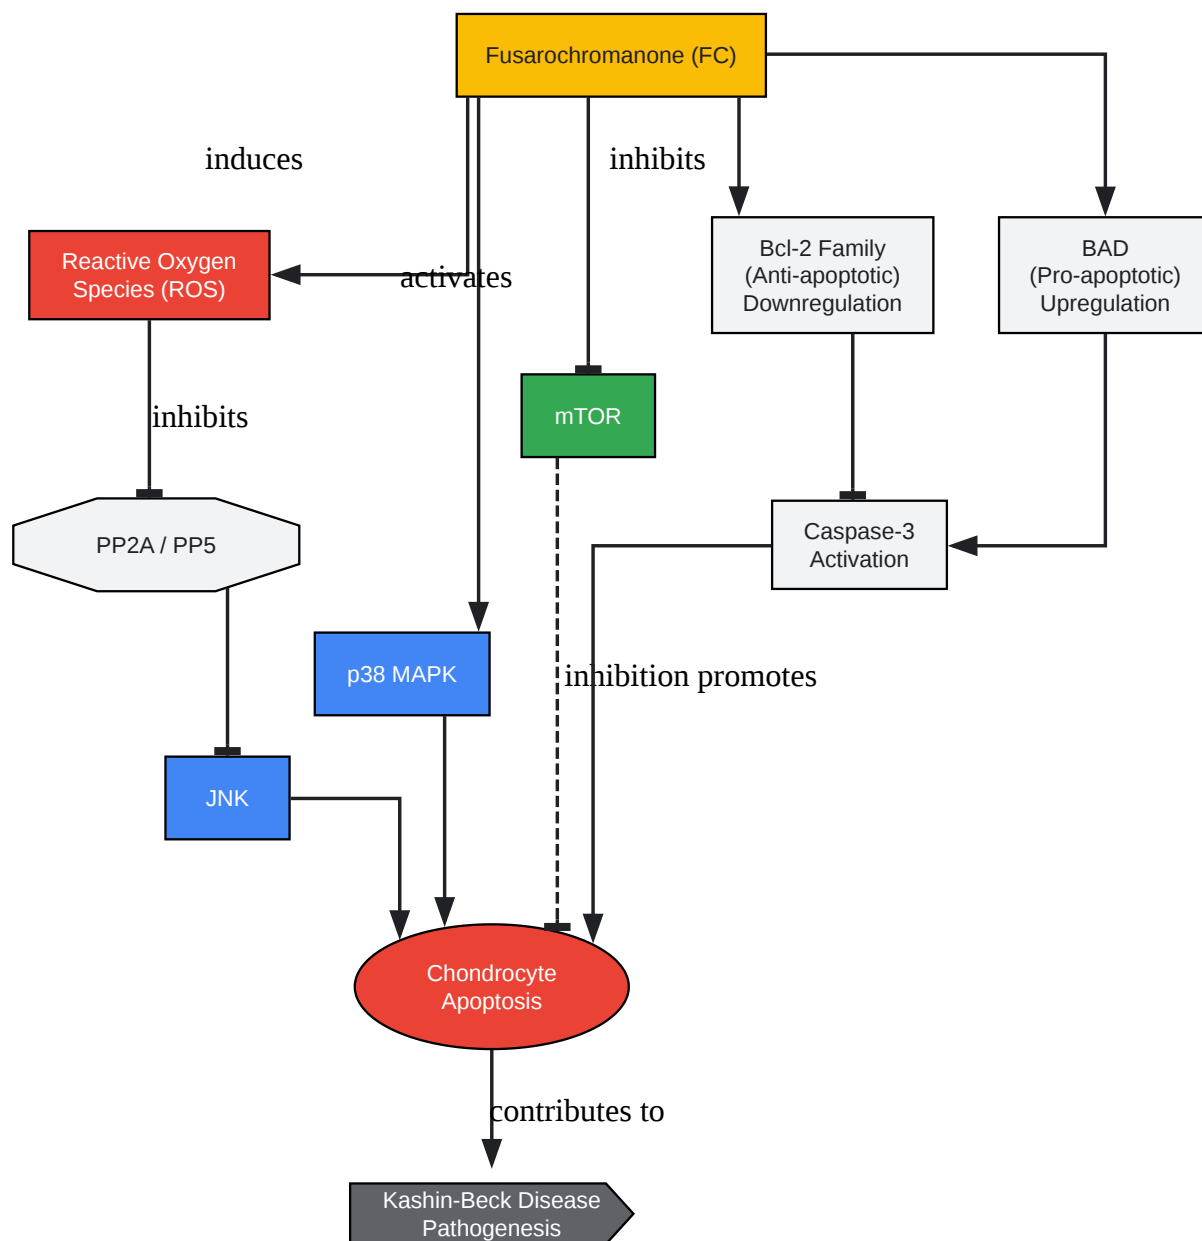 Fusarochromanone (FC)
induces
inhibits
Reactive Oxygen
Species (ROS)
activates
Bcl-2 Family
(Anti-apoptotic)
Downregulation
BAD
(Pro-apoptotic)
Upregulation
inhibits
mTOR
PP2A / PP5
Caspase-3
Activation
p38 MAPK
inhibition promotes
JNK
Chondrocyte
Apoptosis
contributes to
Kashin-Beck Disease
Pathogenesis